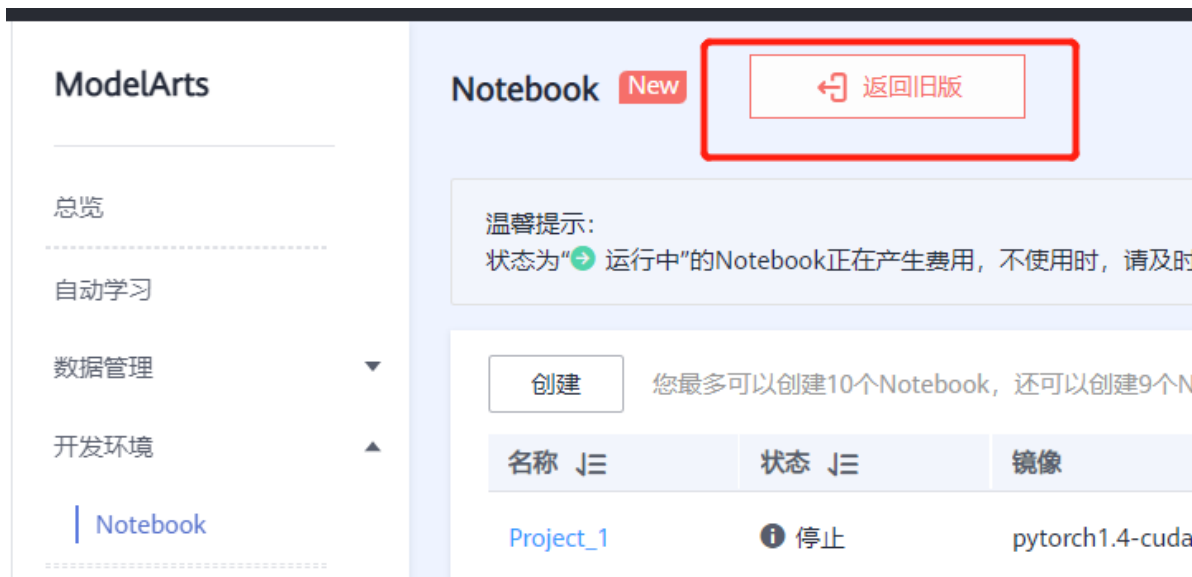 ModelArts
总览
自动学习
数据管理
开发环境
Notebook
Notebook New 返回旧版
温馨提示：
状态为“ 运行中”的Notebook正在产生费用，不使用时，请及时
创建 您最多可以创建10个Notebook，还可以创建9个N
名称 状态 镜像
Project_1 停止 pytorch1.4-cuda